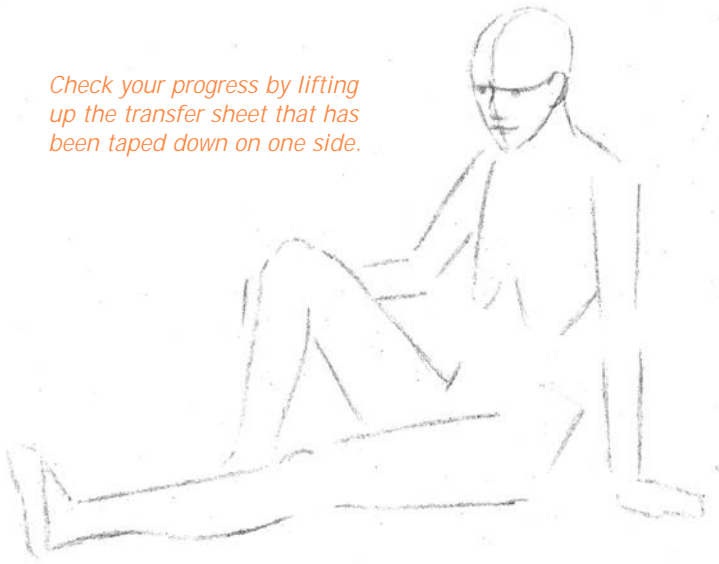 Check your progress by lifting
up the transfer sheet that has
been taped down on one side.